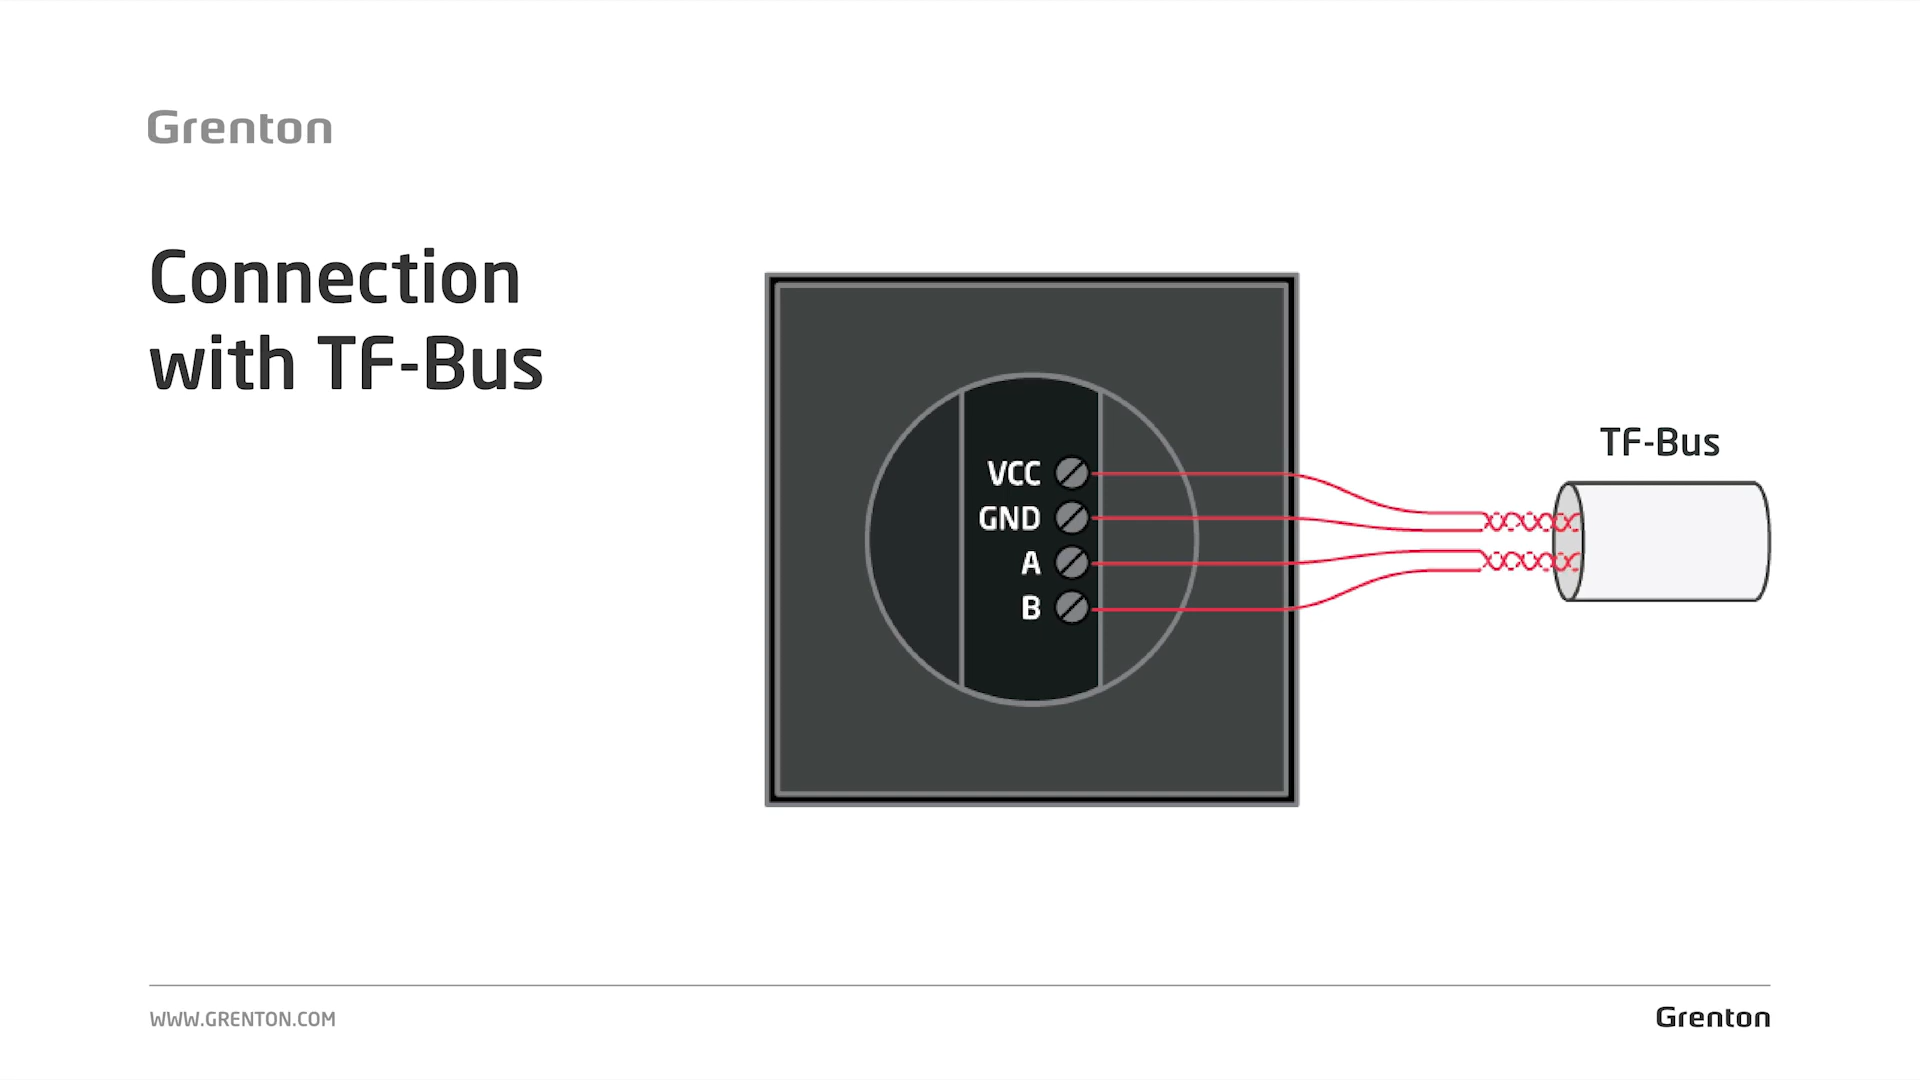 Grenton
Connection
with TF-Bus
TF-Bus
VCC
GND
A
B
WWW.GRENTON.COM
Grenton